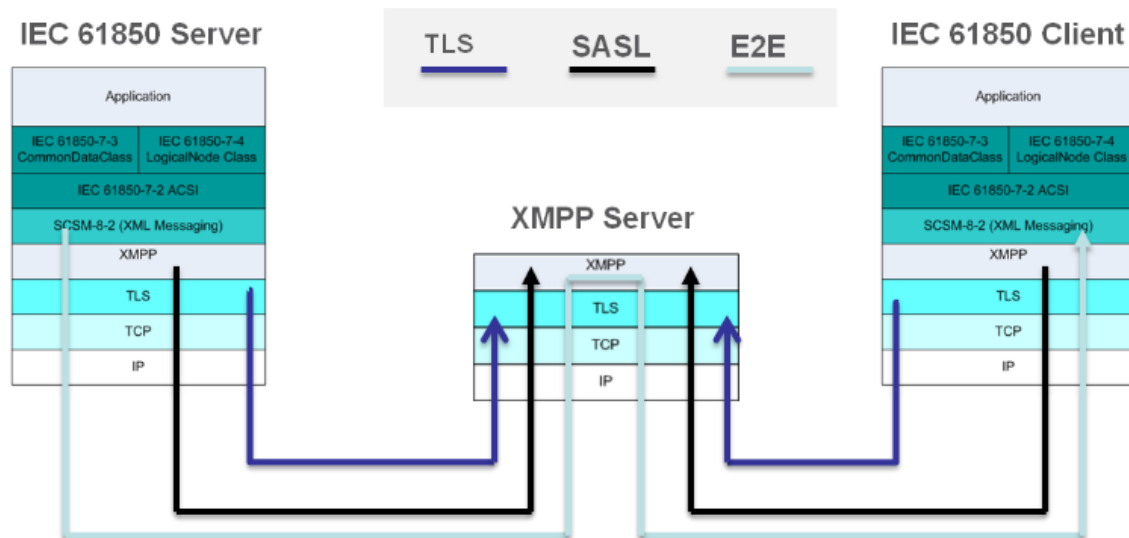 IEC 61850 Server
TLS
SASL
E2E
IEC 61850 Client
Application
IEC 61850-7-3
CommonDataClass
IEC 61850-7-4
LogicalNode Class
IEC 61850-7-2 ACSI
SCSM-8-2 (XML Messaging)
XMPP
TLS
TCP
IP
XMPP Server
XMPP
TLS
TCP
IP
Application
IEC 61850-7-3
CommonDataClass
IEC 61850-7-4
LogicalNode Class
IEC 61850-7-2 ACSI
SCSM-8-2 (XML Messaging)
XMPP
TLS
TCP
IP